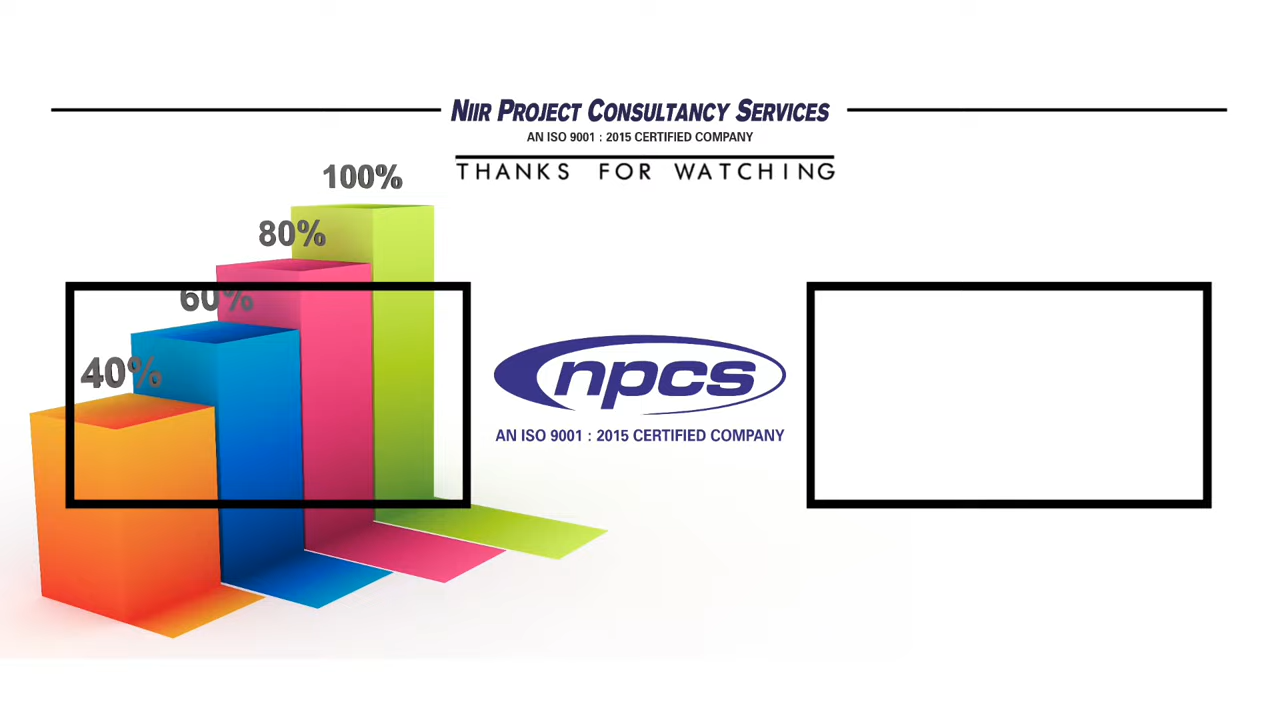 NIIR PROJECT CONSULTANCY SERVICES
AN ISO 9001 : 2015 CERTIFIED COMPANY
THANKS FOR WATCHING
100%
80%
60%
40%
npcs
AN ISO 9001 : 2015 CERTIFIED COMPANY